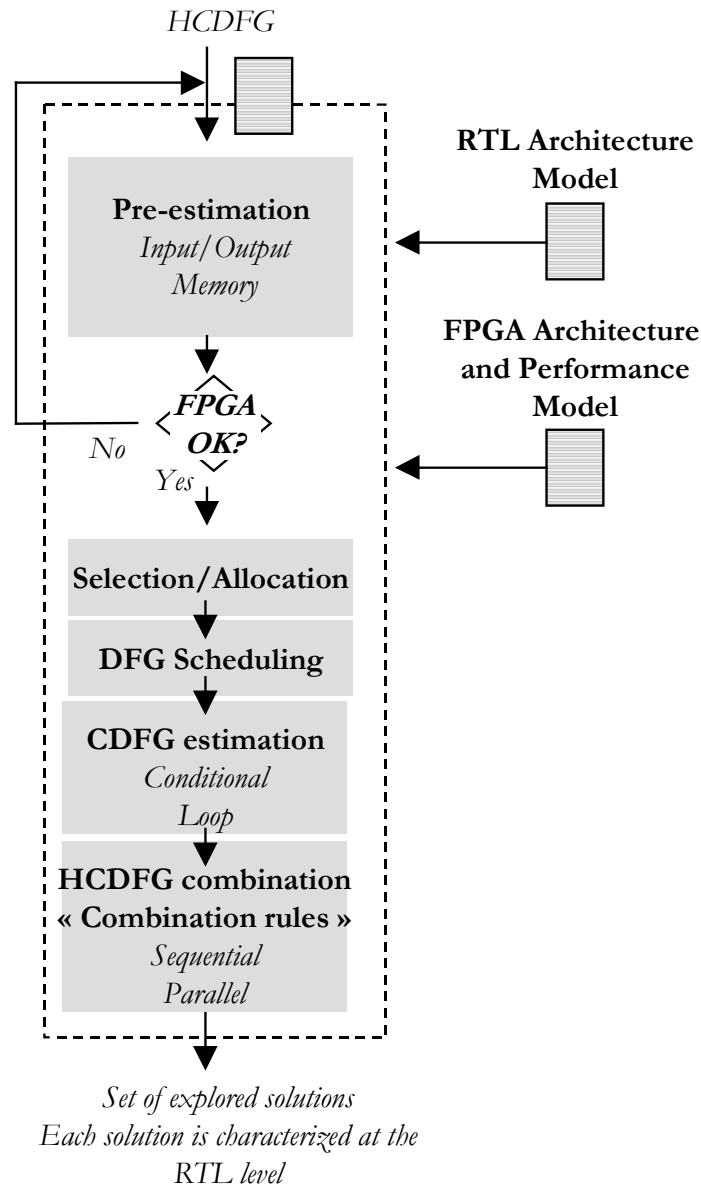 HCDFG
RTL Architecture
Model
Pre-estimation
Input/Output
Memory
FPGA Architecture
and Performance
Model
FPGA
OK?
No
Yes
Selection/Allocation
DFG Scheduling
CDFG estimation
Conditional
Loop
HCDFG combination
« Combination rules »
Sequential
Parallel
Set of explored solutions
Each solution is characterized at the
RTL level